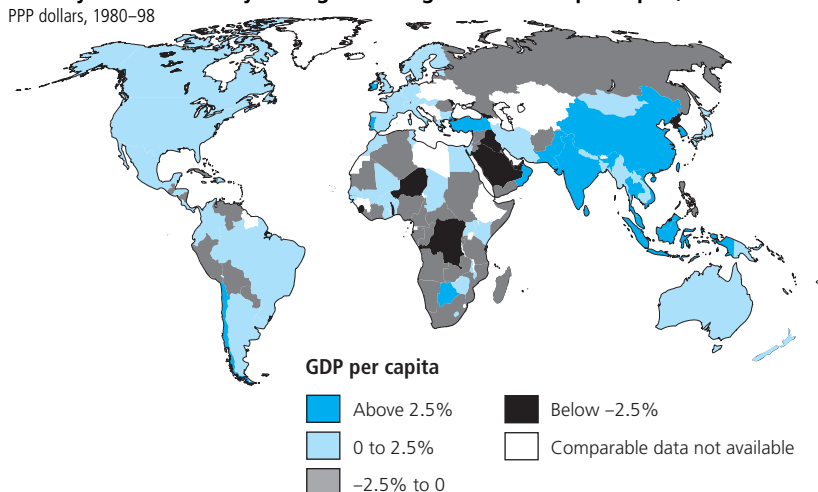 PPP dollars, 1980–98
GDP per capita
Above 2.5%
0 to 2.5%
–2.5% to 0
Below –2.5%
Comparable data not available